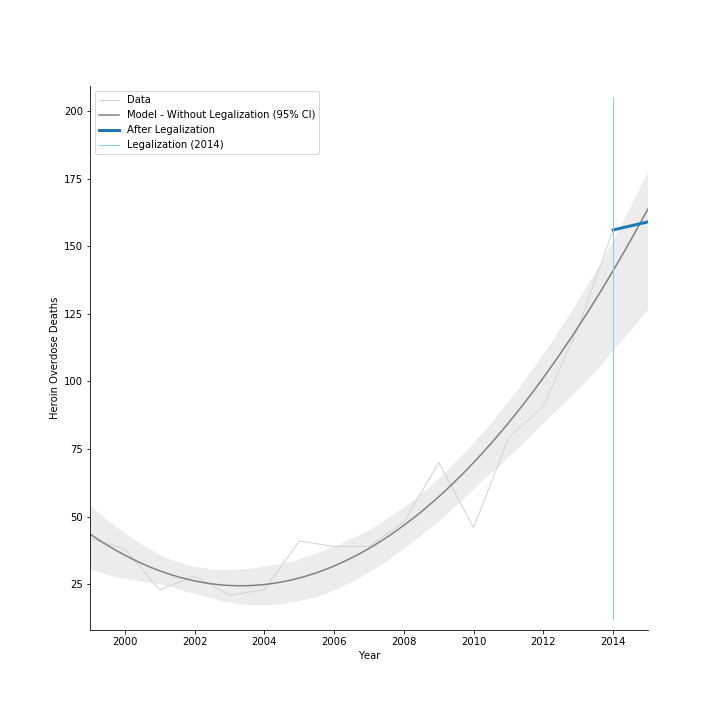 Data
Model - Without Legalization (95% CI)
After Legalization
Legalization (2014)
200
175
150
125
100
75
50
25
Heroin Overdose Deaths
2000 2002 2004 2006 2008 2010 2012 2014
Year